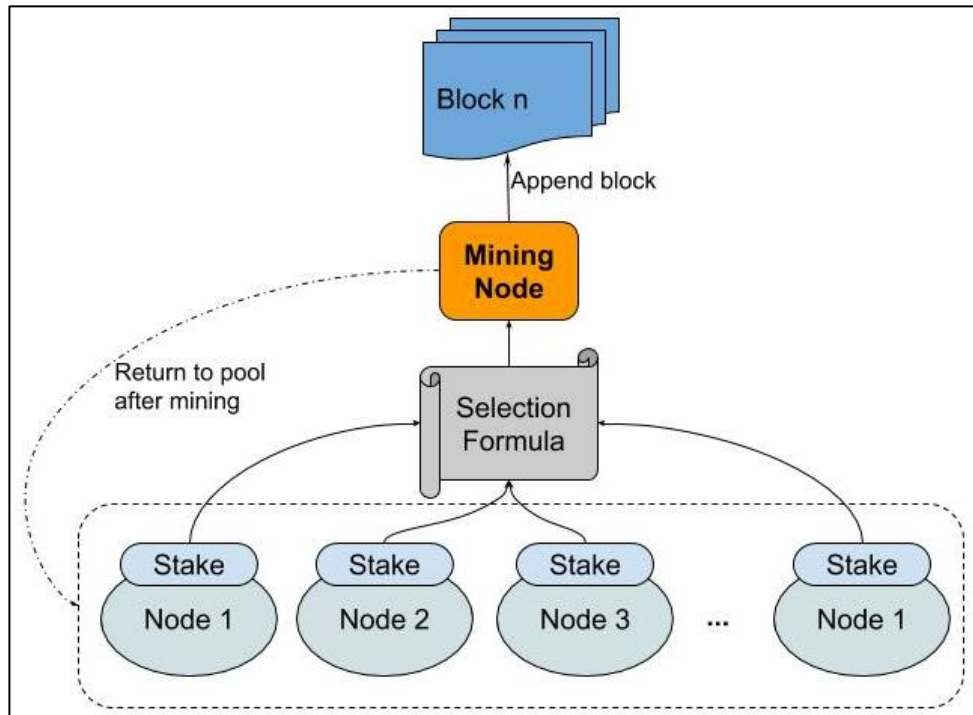 Block n
Append block
Mining
Node
Return to pool
after mining
Selection
Formula
Stake
Stake
Stake
Stake
Node 1
Node 2
Node 3
...
Node 1